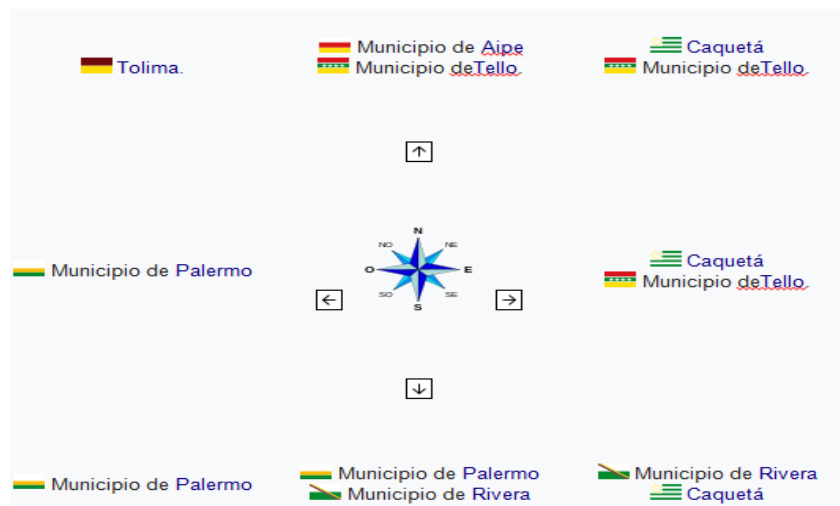 Tolima.
Municipio de Aipe
Municipio deTello.
Caquetá
Municipio deTello.
N
NO
NE
O
E
SO
SE
S
Municipio de Palermo
Caquetá
Municipio deTello.
Municipio de Palermo
Municipio de Palermo
Municipio de Rivera
Municipio de Rivera
Caquetá